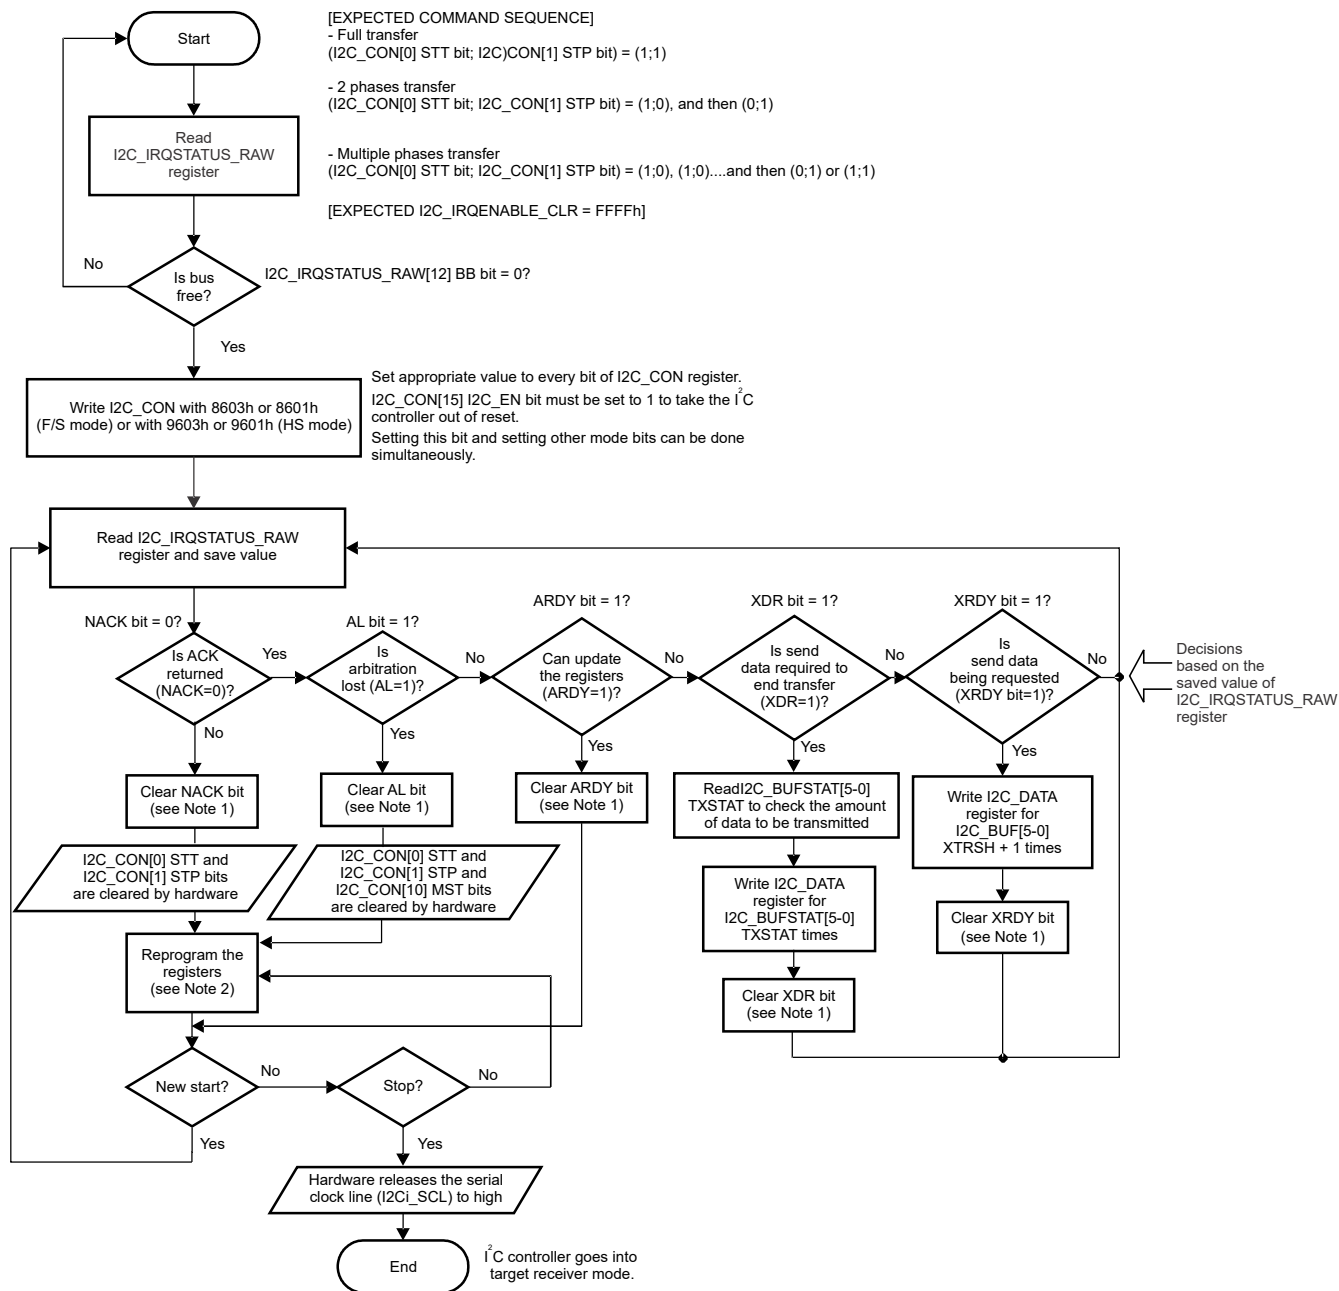 Start
[EXPECTED COMMAND SEQUENCE]
- Full transfer
(I2C_CON[0] STT bit; I2C)CON[1] STP bit) = (1;1)
- 2 phases transfer
(I2C_CON[0] STT bit; I2C_CON[1] STP bit) = (1;0), and then (0;1)
- Multiple phases transfer
(I2C_CON[0] STT bit; I2C_CON[1] STP bit) = (1;0), (1;0)....and then (0;1) or (1;1)
[EXPECTED I2C_IRQENABLE_CLR = FFFFh]
Read
I2C_IRQSTATUS_RAW
register
No
Is bus
free?
I2C_IRQSTATUS_RAW[12] BB bit = 0?
Yes
Write I2C_CON with 8603h or 8601h
(F/S mode) or with 9603h or 9601h (HS mode)
Set appropriate value to every bit of I2C_CON register.
I2C_CON[15] I2C_EN bit must be set to 1 to take the I²C
controller out of reset.
Setting this bit and setting other mode bits can be done
simultaneously.
Read I2C_IRQSTATUS_RAW
register and save value
NACK bit = 0?
Is ACK
returned
(NACK=0)?
Yes
No
AL bit = 1?
Is
arbitration
lost (AL=1)?
No
Yes
ARDY bit = 1?
Can update
the registers
(ARDY=1)?
No
Yes
XDR bit = 1?
Is send
data required to
end transfer
(XDR=1)?
No
Yes
XRDY bit = 1?
Is
send data
being requested
(XRDY bit=1)?
No
Yes
Decisions
based on the
saved value of
I2C_IRQSTATUS_RAW
register
Clear NACK bit
(see Note 1)
Clear AL bit
(see Note 1)
Clear ARDY bit
(see Note 1)
ReadI2C_BUFSTAT[5-0]
TXSTAT to check the amount
of data to be transmitted
Write I2C_DATA
register for
I2C_BUF[5-0]
XTRSH + 1 times
I2C_CON[0] STT and
I2C_CON[1] STP bits
are cleared by hardware
I2C_CON[0] STT and
I2C_CON[1] STP and
I2C_CON[10] MST bits
are cleared by hardware
Write I2C_DATA
register for
I2C_BUFSTAT[5-0]
TXSTAT times
Clear XRDY bit
(see Note 1)
Reprogram the
registers
(see Note 2)
Clear XDR bit
(see Note 1)
New start?
No
Yes
Stop?
No
Yes
Hardware releases the serial
clock line (I2Ci_SCL) to high
End
I²C controller goes into
target receiver mode.